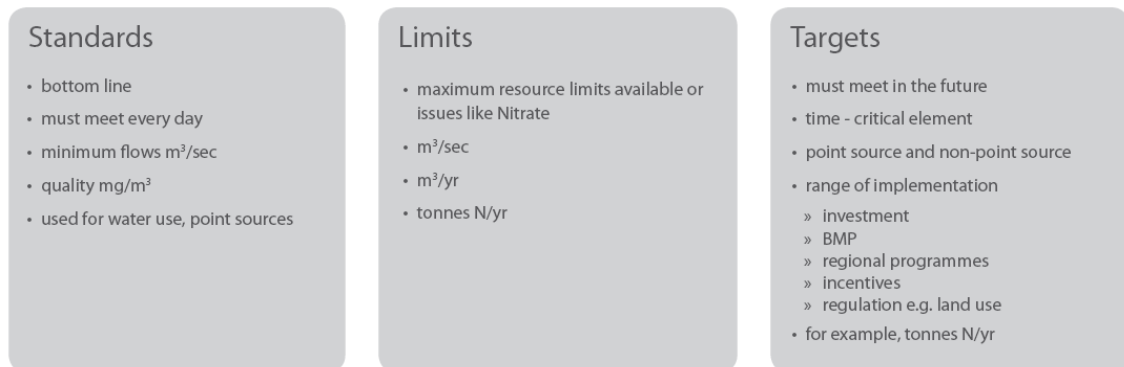 Standards
• bottom line
• must meet every day
• minimum flows m³/sec
• quality mg/m³
• used for water use, point sources
Limits
• maximum resource limits available or
issues like Nitrate
• m³/sec
• m³/yr
• tonnes N/yr
Targets
• must meet in the future
• time - critical element
• point source and non-point source
• range of implementation
» investment
» BMP
» regional programmes
» incentives
» regulation e.g. land use
• for example, tonnes N/yr